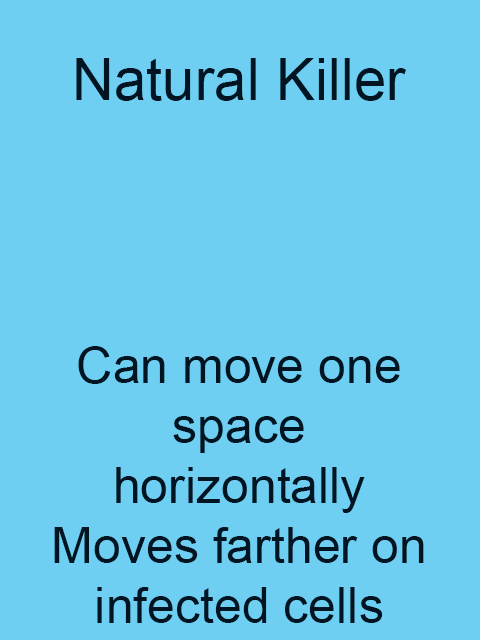 Natural Killer
Can move one
space
horizontally
Moves farther on
infected cells